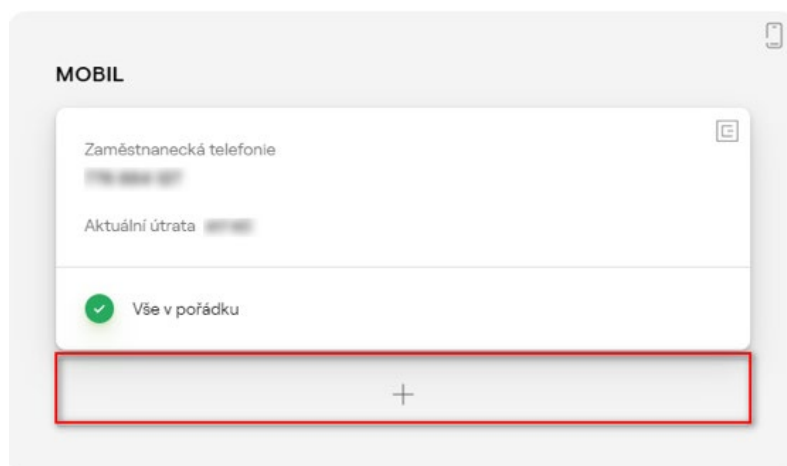 MOBIL
Zaměstnanecká telefonie
Aktuální útrata
Vše v pořádku